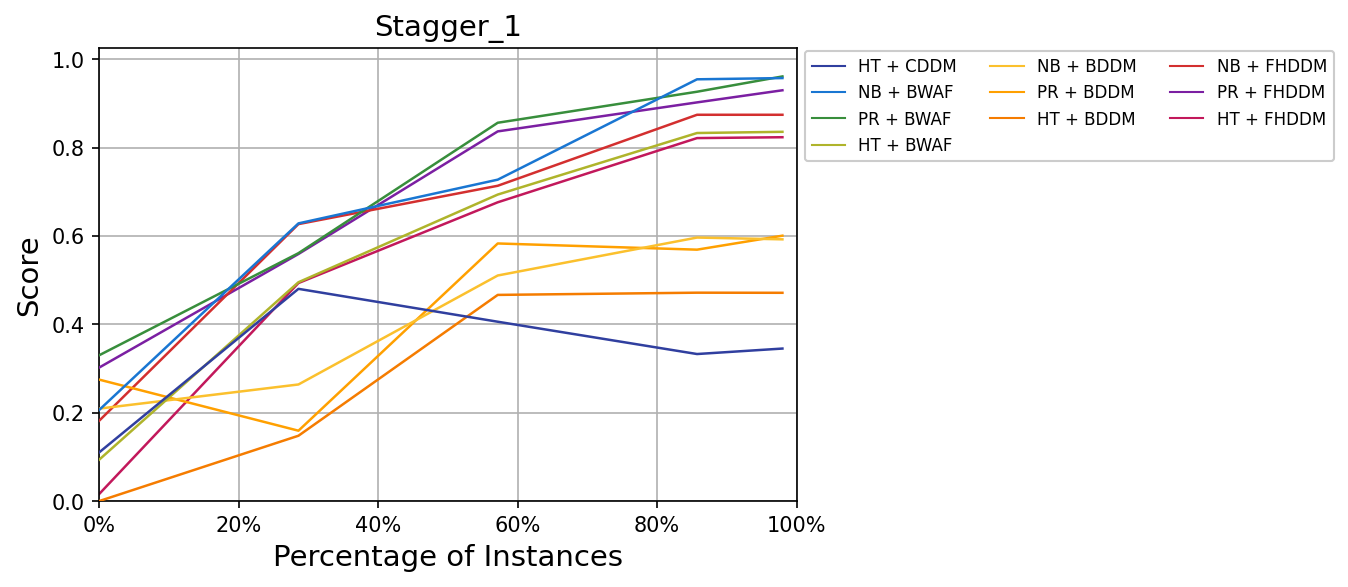 Stagger_1
1.0
0.8
0.6
0.4
0.2
0.0
Score
0% 20% 40% 60% 80% 100%
Percentage of Instances
HT + CDDM
NB + BWAF
PR + BWAF
HT + BWAF
NB + BDDM
PR + BDDM
HT + BDDM
NB + FHDDM
PR + FHDDM
HT + FHDDM